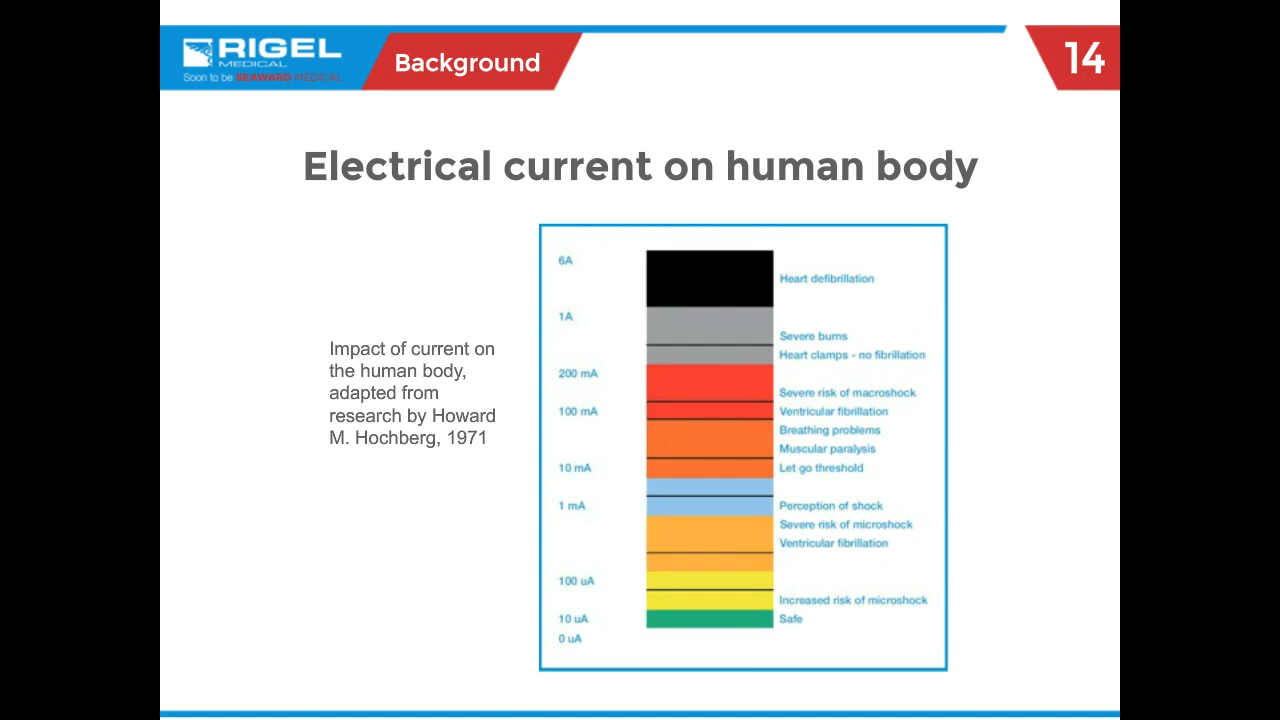 RIGEL
MEDICAL
Soon to be SEAWARD MEDICAL
Background
14
Electrical current on human body
Impact of current on
the human body,
adapted from
research by Howard
M. Hochberg, 1971
6A
Heart defibrillation
1A
Severe burns
Heart clamps - no fibrillation
200 mA
Severe risk of macroshock
100 mA
Ventricular fibrillation
Breathing problems
Muscular paralysis
10 mA
Let go threshold
1 mA
Perception of shock
Severe risk of microshock
Ventricular fibrillation
100 uA
Increased risk of microshock
10 uA
Safe
0 uA